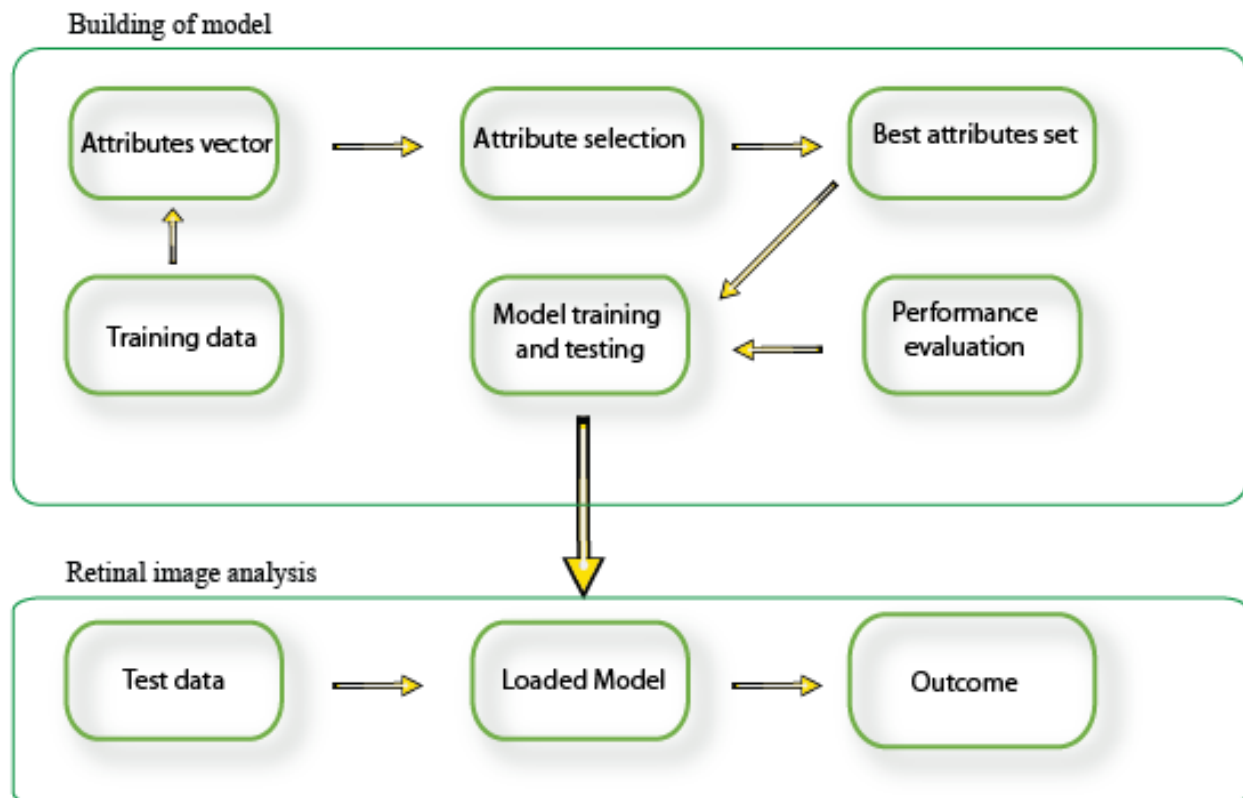 Building of model
Attributes vector
Attribute selection
Best attributes set
Training data
Model training
and testing
Performance
evaluation
Retinal image analysis
Test data
Loaded Model
Outcome